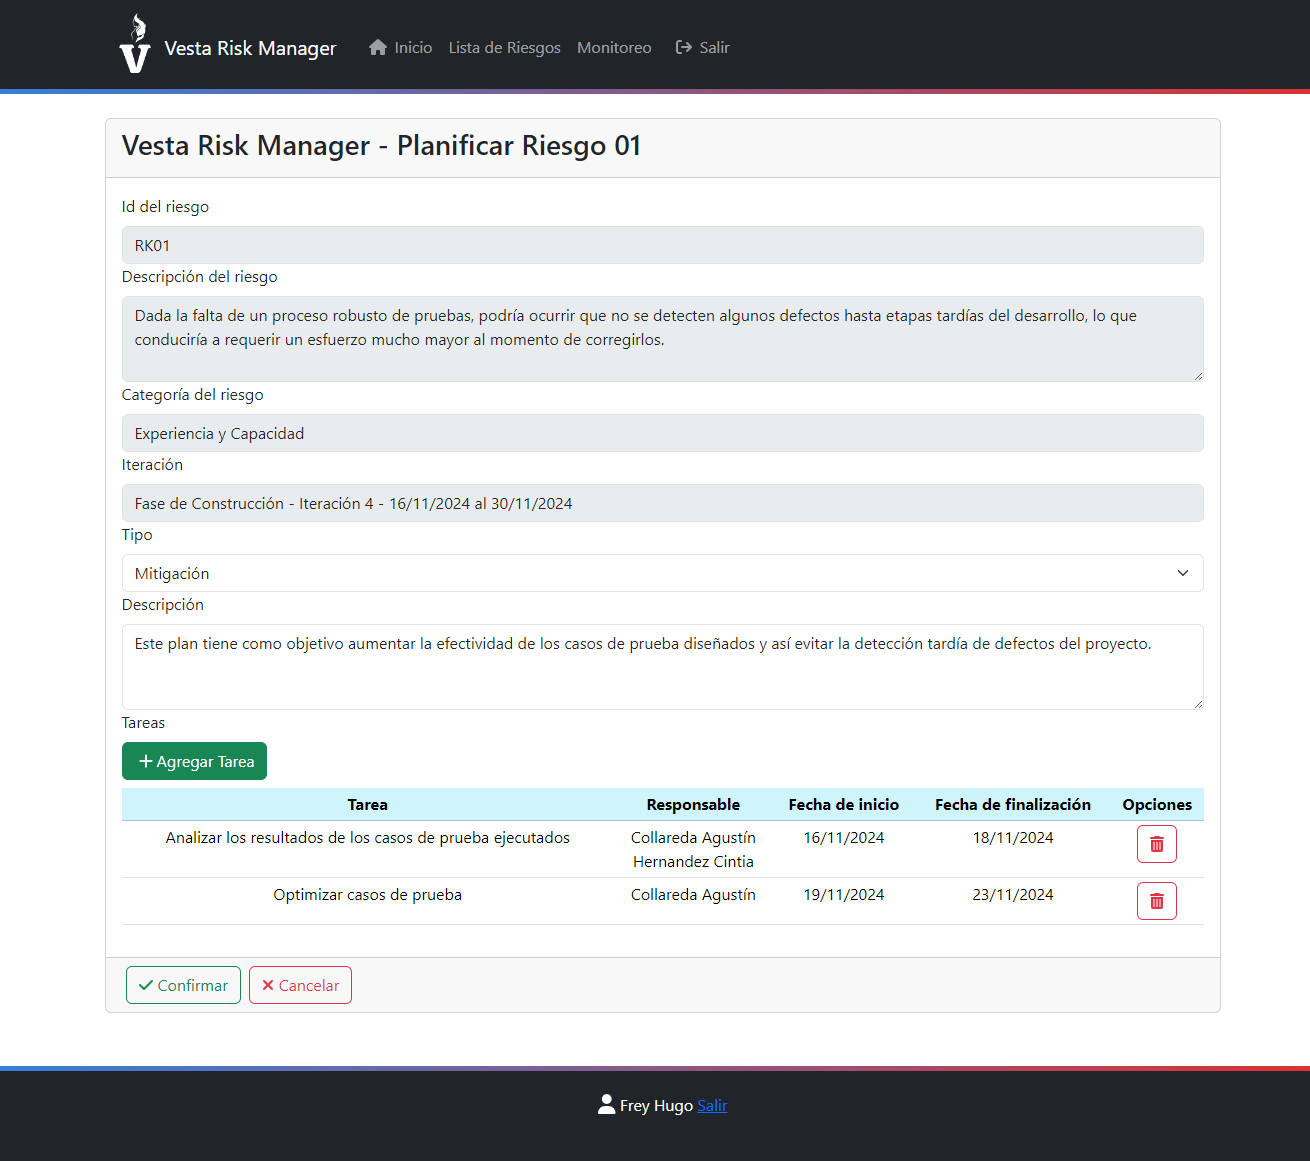 Vesta Risk Manager Inicio Lista de Riesgos Monitoreo Salir
Vesta Risk Manager - Planificar Riesgo 01
Id del riesgo
RK01
Descripción del riesgo
Dada la falta de un proceso robusto de pruebas, podría ocurrir que no se detecten algunos defectos hasta etapas tardías del desarrollo, lo que
conduciría a requerir un esfuerzo mucho mayor al momento de corregirlos.
Categoría del riesgo
Experiencia y Capacidad
Iteración
Fase de Construcción - Iteración 4 - 16/11/2024 al 30/11/2024
Tipo
Mitigación
Descripción
Este plan tiene como objetivo aumentar la efectividad de los casos de prueba diseñados y así evitar la detección tardía de defectos del proyecto.
Tareas
Agregar Tarea
Tarea Responsable Fecha de inicio Fecha de finalización Opciones
Analizar los resultados de los casos de prueba ejecutados Collareda Agustín 16/11/2024 18/11/2024
Hernandez Cintia
Optimizar casos de prueba Collareda Agustín 19/11/2024 23/11/2024
Confirmar Cancelar
Frey Hugo Salir